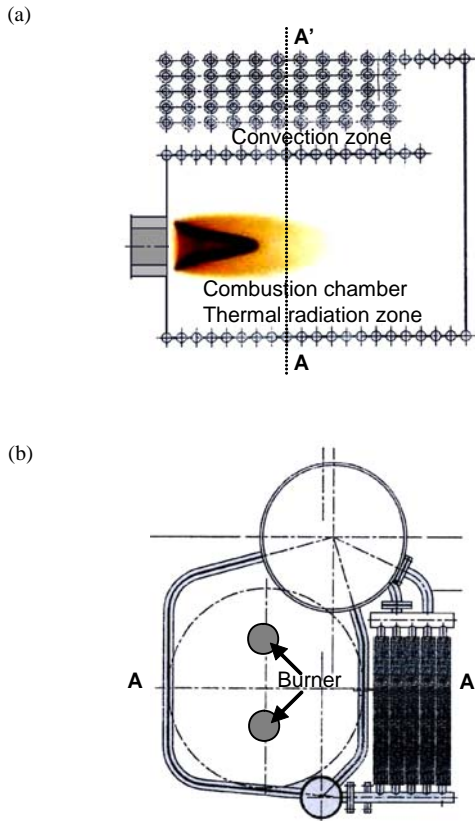 (a)
A'
Convection zone
Combustion chamber
Thermal radiation zone
A
(b)
Burner
A
A